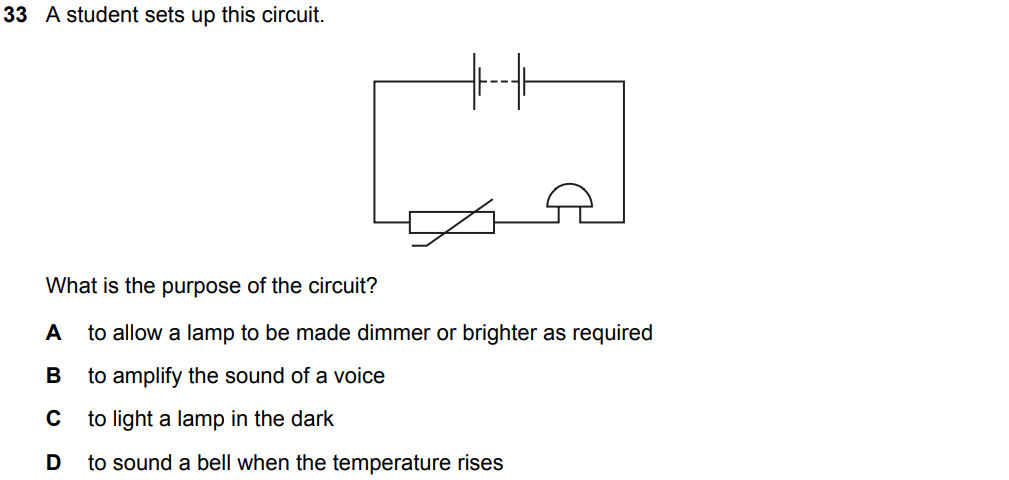 33 A student sets up this circuit.
What is the purpose of the circuit?
A to allow a lamp to be made dimmer or brighter as required
B to amplify the sound of a voice
C to light a lamp in the dark
D to sound a bell when the temperature rises